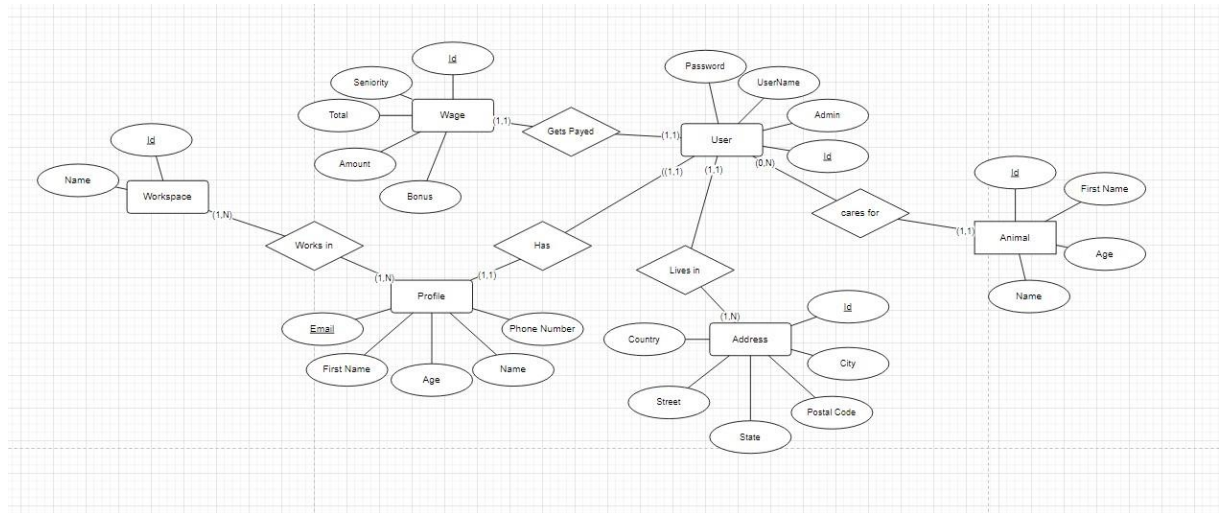 Id
Password
Seniority
UserName
Total
Wage
(1,1)
Gets Payed
(1,1)
User
Admin
Id
Id
Amount
((1,1)
(1,1)
(0,N)
Id
Name
Workspace
Bonus
First Name
(1,N)
cares for
Works in
Has
(1,1)
Animal
Age
Lives in
(1,N)
(1,1)
Profile
Name
Id
(1,N)
Email
Phone Number
Country
Address
First Name
Age
Name
City
Street
Postal Code
State